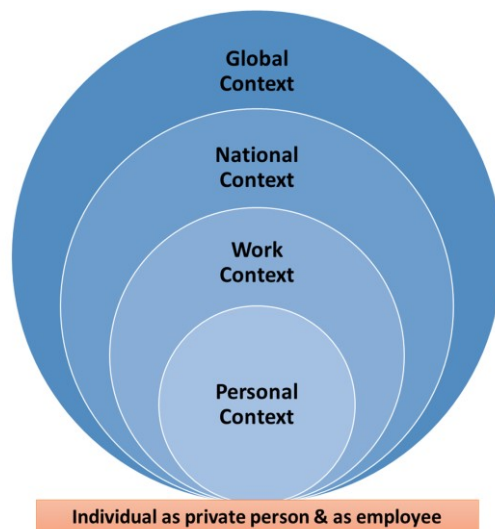 Global
Context
National
Context
Work
Context
Personal
Context
Individual as private person & as employee